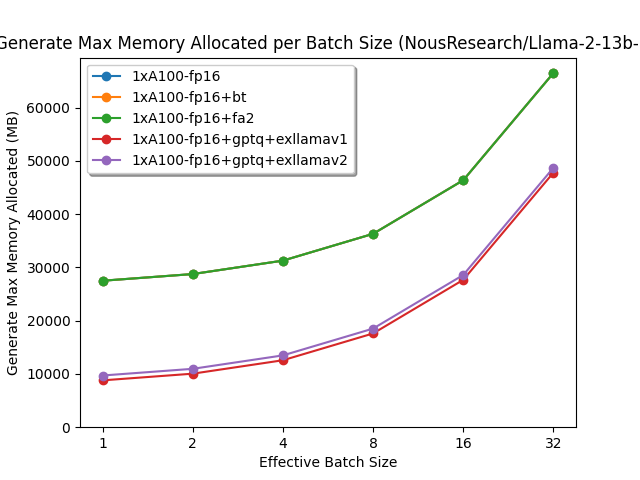 Generate Max Memory Allocated per Batch Size (NousResearch/Llama-2-13b-
1xA100-fp16
1xA100-fp16+bt
1xA100-fp16+fa2
1xA100-fp16+gptq+exllamav1
1xA100-fp16+gptq+exllamav2
Generate Max Memory Allocated (MB)
60000
50000
40000
30000
20000
10000
0
1 2 4 8 16 32
Effective Batch Size